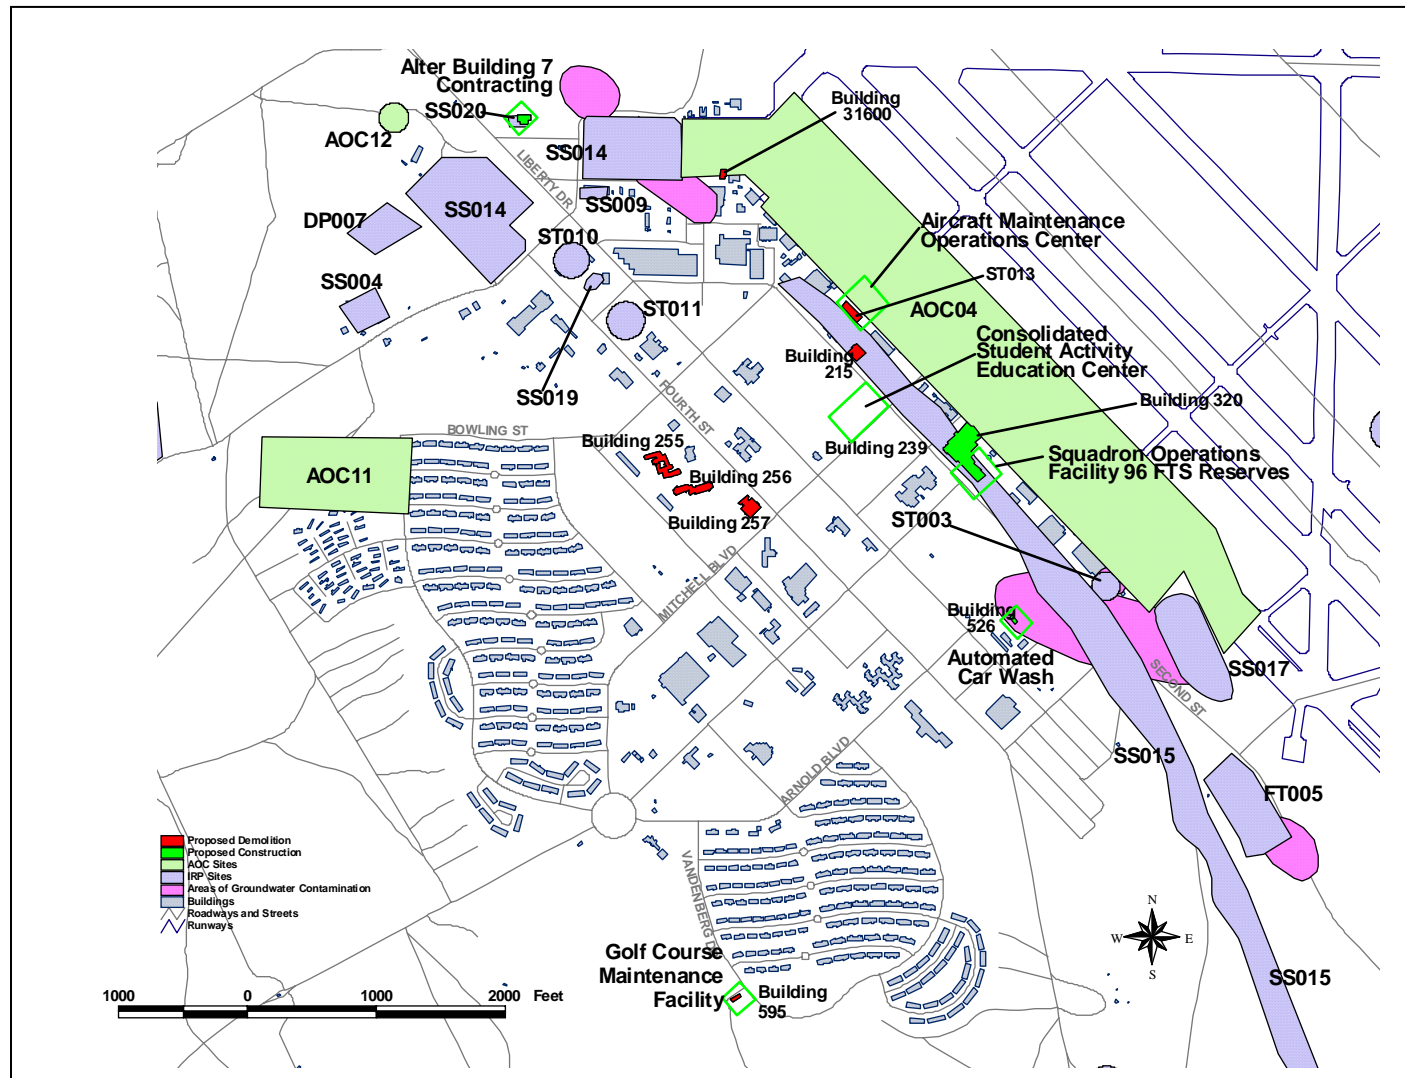 Alter Building 7
Contracting
SS020
AOC12
Building
31600
SS014
LIBERTY DR
SS014
SS009
DP007
ST010
Aircraft Maintenance
Operations Center
ST013
SS004
ST011
AOC04
Consolidated
Student Activity
Education Center
Building
215
SS019
FOURTH ST
Building 320
BOWLING ST
Building 255
Building 239
Squadron Operations
Facility 96 FTS Reserves
AOC11
Building 256
Building 257
ST003
MITCHELL BLVD
Building
526
Automated
Car Wash
SECOND ST
SS017
SS015
ARNOLD BLVD
FT005
Proposed Demolition
Proposed Construction
AOC Sites
IRP Sites
Areas of Groundwater Contamination
Buildings
Roadways and Streets
Runways
VANDENBERG D
N
W E
S
Golf Course
Maintenance
Facility
Building
595
SS015
1000 0 1000 2000 Feet